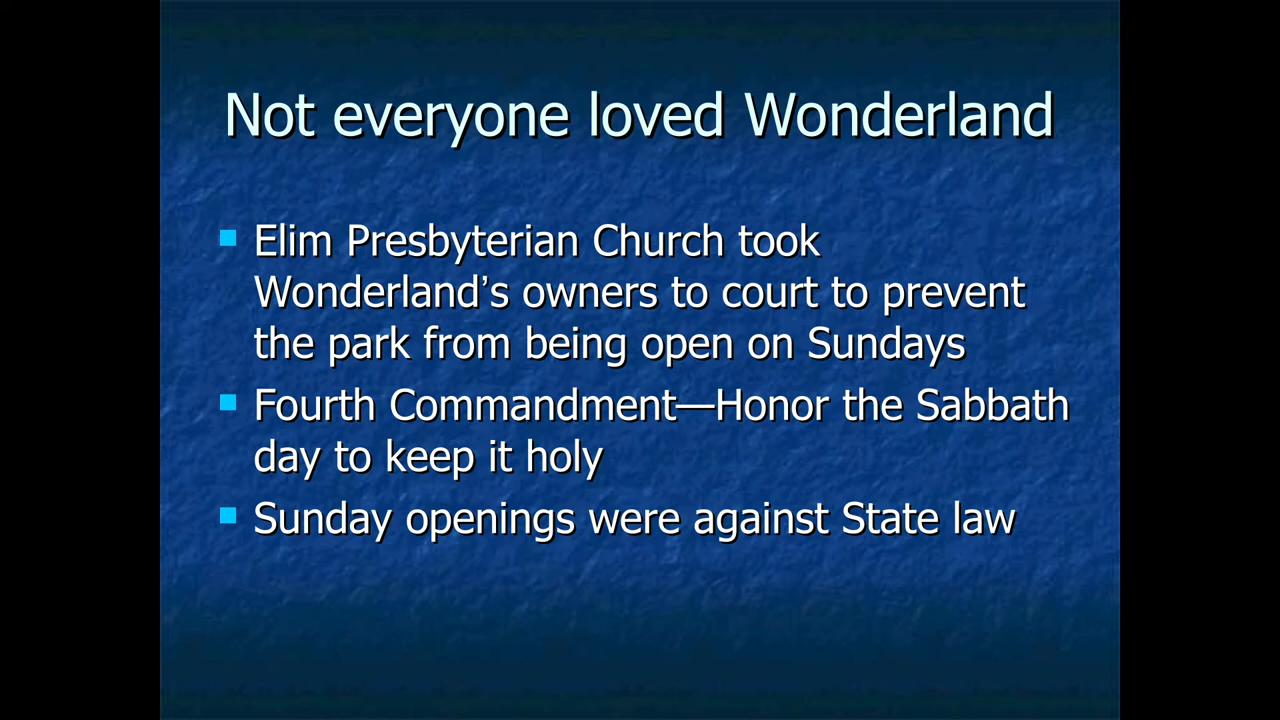 Not everyone loved Wonderland
Elim Presbyterian Church took
Wonderland’s owners to court to prevent
the park from being open on Sundays
Fourth Commandment—Honor the Sabbath
day to keep it holy
Sunday openings were against State law